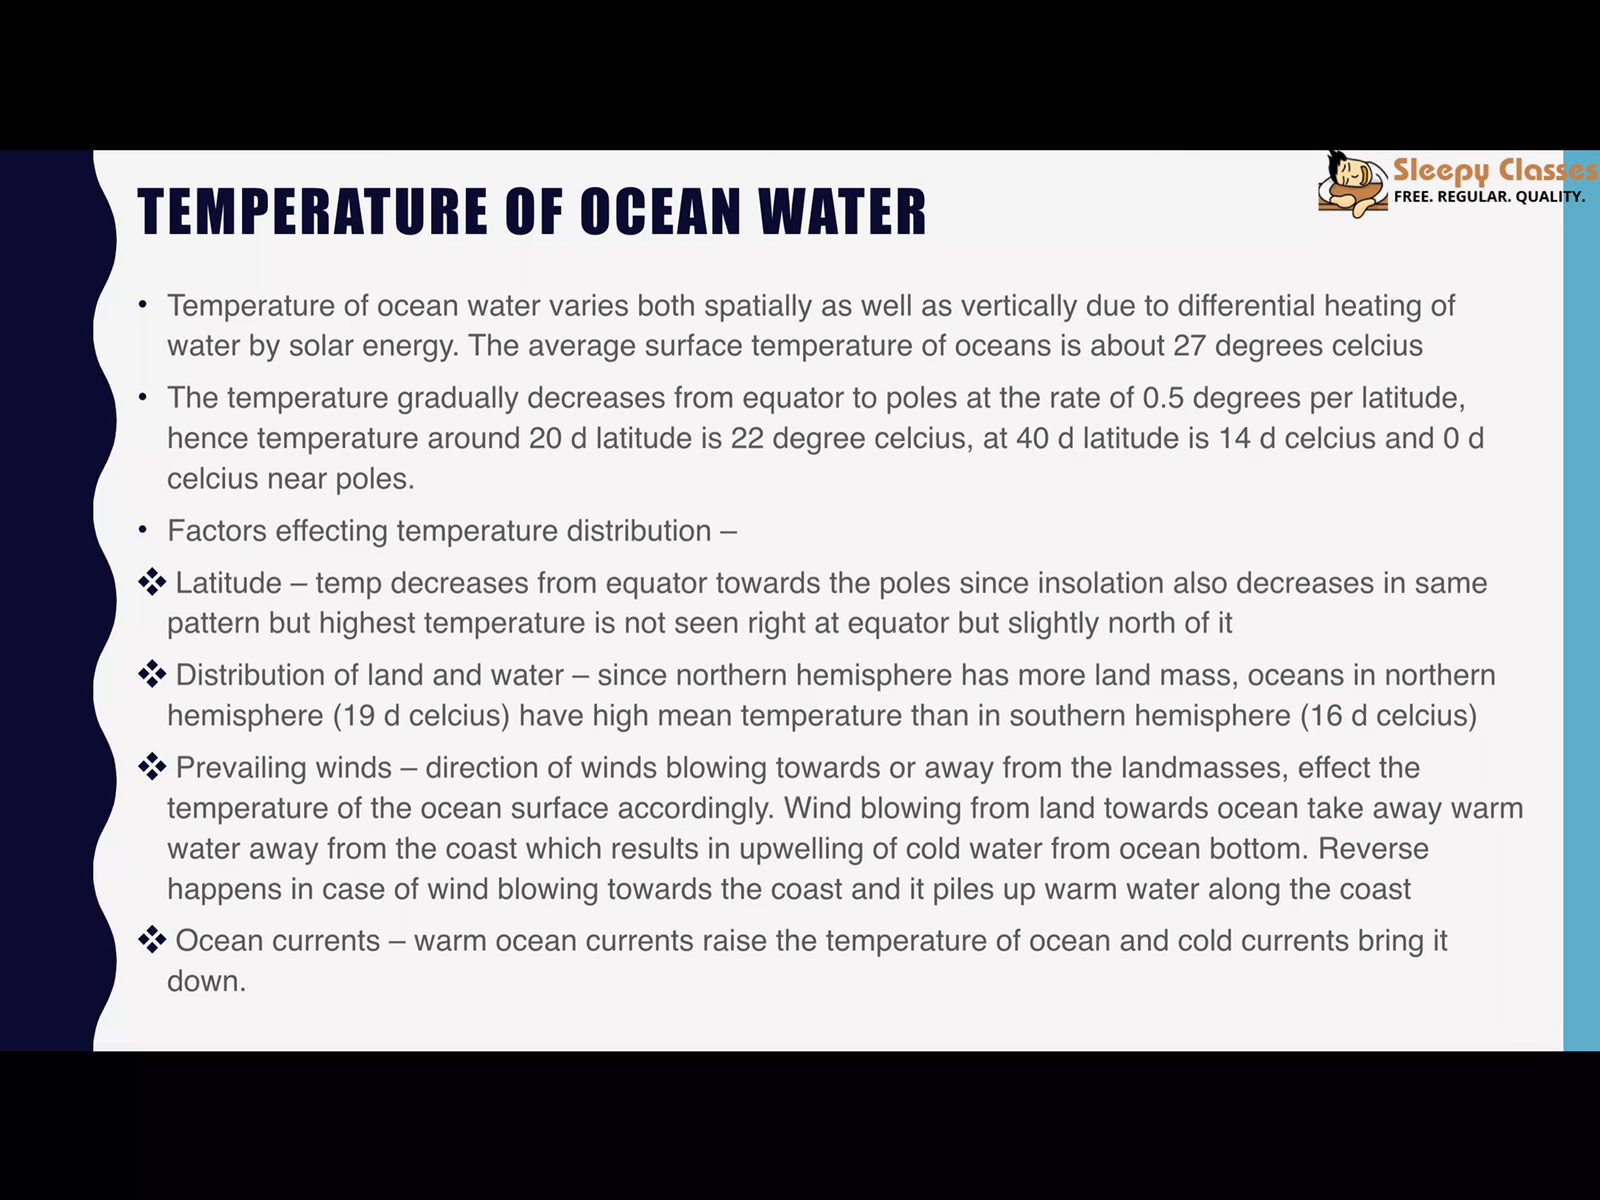 Sleepy Classes
FREE. REGULAR. QUALITY.
TEMPERATURE OF OCEAN WATER
• Temperature of ocean water varies both spatially as well as vertically due to differential heating of
water by solar energy. The average surface temperature of oceans is about 27 degrees celcius
• The temperature gradually decreases from equator to poles at the rate of 0.5 degrees per latitude,
hence temperature around 20 d latitude is 22 degree celcius, at 40 d latitude is 14 d celcius and 0 d
celcius near poles.
• Factors effecting temperature distribution –
❖ Latitude – temp decreases from equator towards the poles since insolation also decreases in same
pattern but highest temperature is not seen right at equator but slightly north of it
❖ Distribution of land and water – since northern hemisphere has more land mass, oceans in northern
hemisphere (19 d celcius) have high mean temperature than in southern hemisphere (16 d celcius)
❖ Prevailing winds – direction of winds blowing towards or away from the landmasses, effect the
temperature of the ocean surface accordingly. Wind blowing from land towards ocean take away warm
water away from the coast which results in upwelling of cold water from ocean bottom. Reverse
happens in case of wind blowing towards the coast and it piles up warm water along the coast
❖ Ocean currents – warm ocean currents raise the temperature of ocean and cold currents bring it
down.